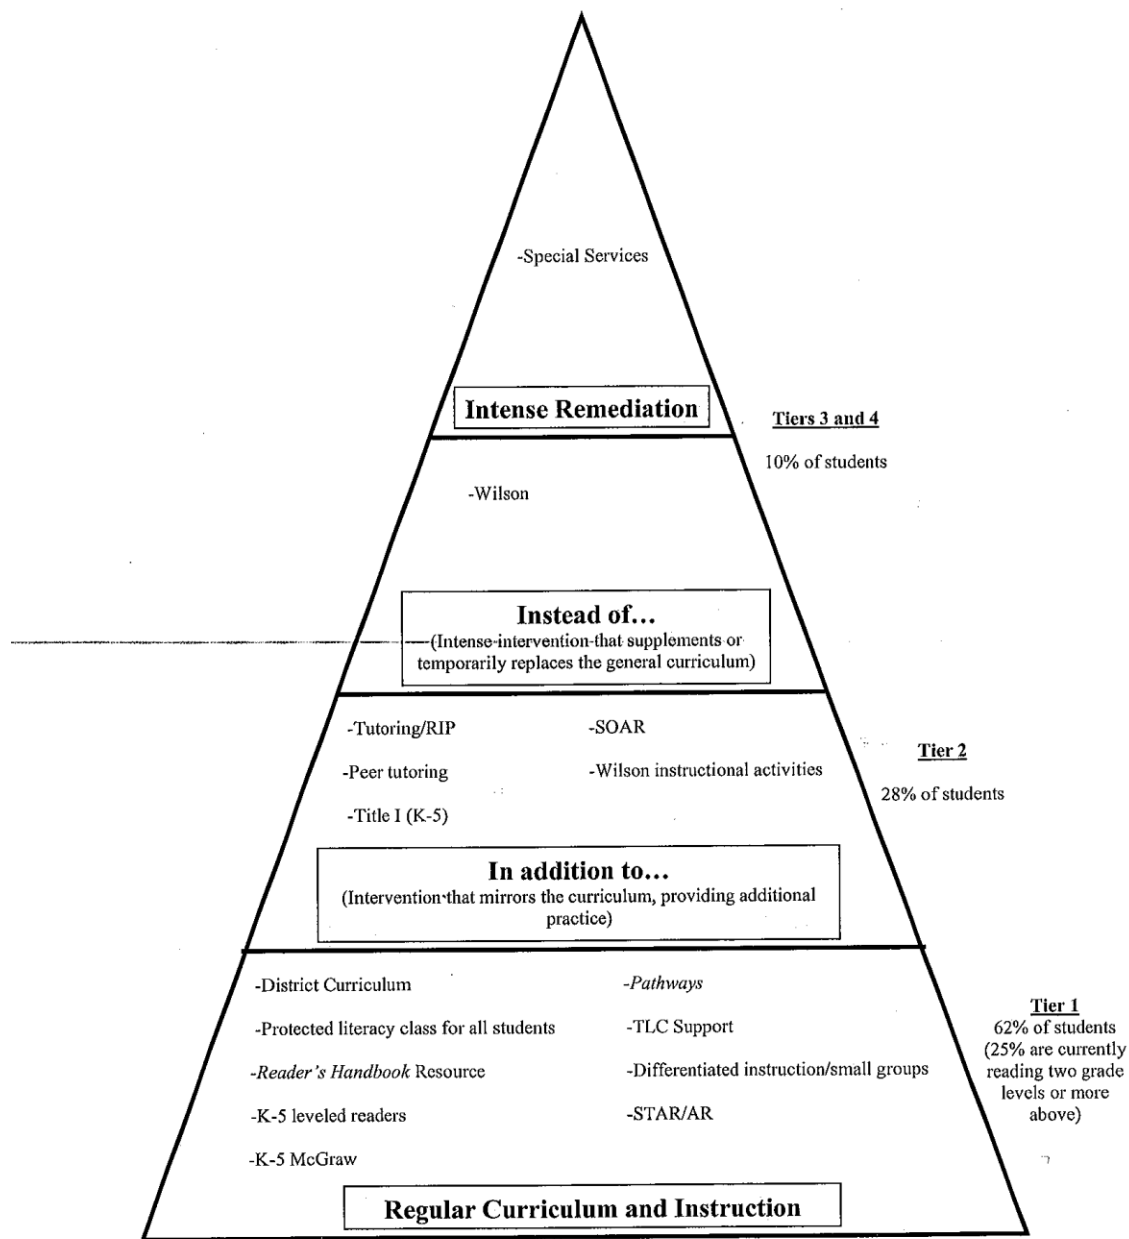 -Special Services
Intense Remediation
Tiers 3 and 4
10% of students
-Wilson
Instead of...
(Intense intervention that supplements or
temporarily replaces the general curriculum)
-Tutoring/RIP
-SOAR
-Peer tutoring
-Wilson instructional activities
-Title I (K-5)
Tier 2
28% of students
In addition to...
(Intervention that mirrors the curriculum, providing additional
practice)
-District Curriculum
-Pathways
-Protected literacy class for all students
-TLC Support
-Reader's Handbook Resource
-Differentiated instruction/small groups
-K-5 leveled readers
-STAR/AR
-K-5 McGraw
Tier 1
62% of students
(25% are currently
reading two grade
levels or more
above)
Regular Curriculum and Instruction